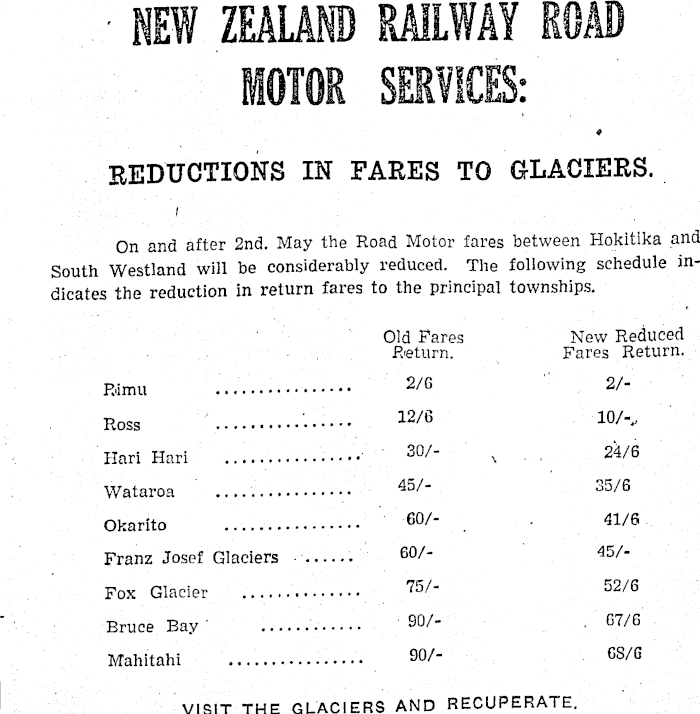 NEW ZEALAND RAILWAY ROAD
MOTOR SERVICES:
REDUCTIONS IN FARES TO GLACIERS.
On and after 2nd. May the Road Motor fares between Hokitika and
South Westland will be considerably reduced. The following schedule in-
dicates the reduction in return fares to the principal townships.
Old Fares Return. New Reduced Fares Return.
Rimu ................ 2/6 2/-
Ross ................ 12/6 10/-
Hari Hari ................ 30/- 24/6
Wataroa ................ 45/- 35/6
Okarito ................ 60/- 41/6
Franz Josef Glaciers ...... 60/- 45/-
Fox Glacier .............. 75/- 52/6
Bruce Bay ............ 90/- 67/6
Mahitahi ................ 90/- 68/6
VISIT THE GLACIERS AND RECUPERATE.